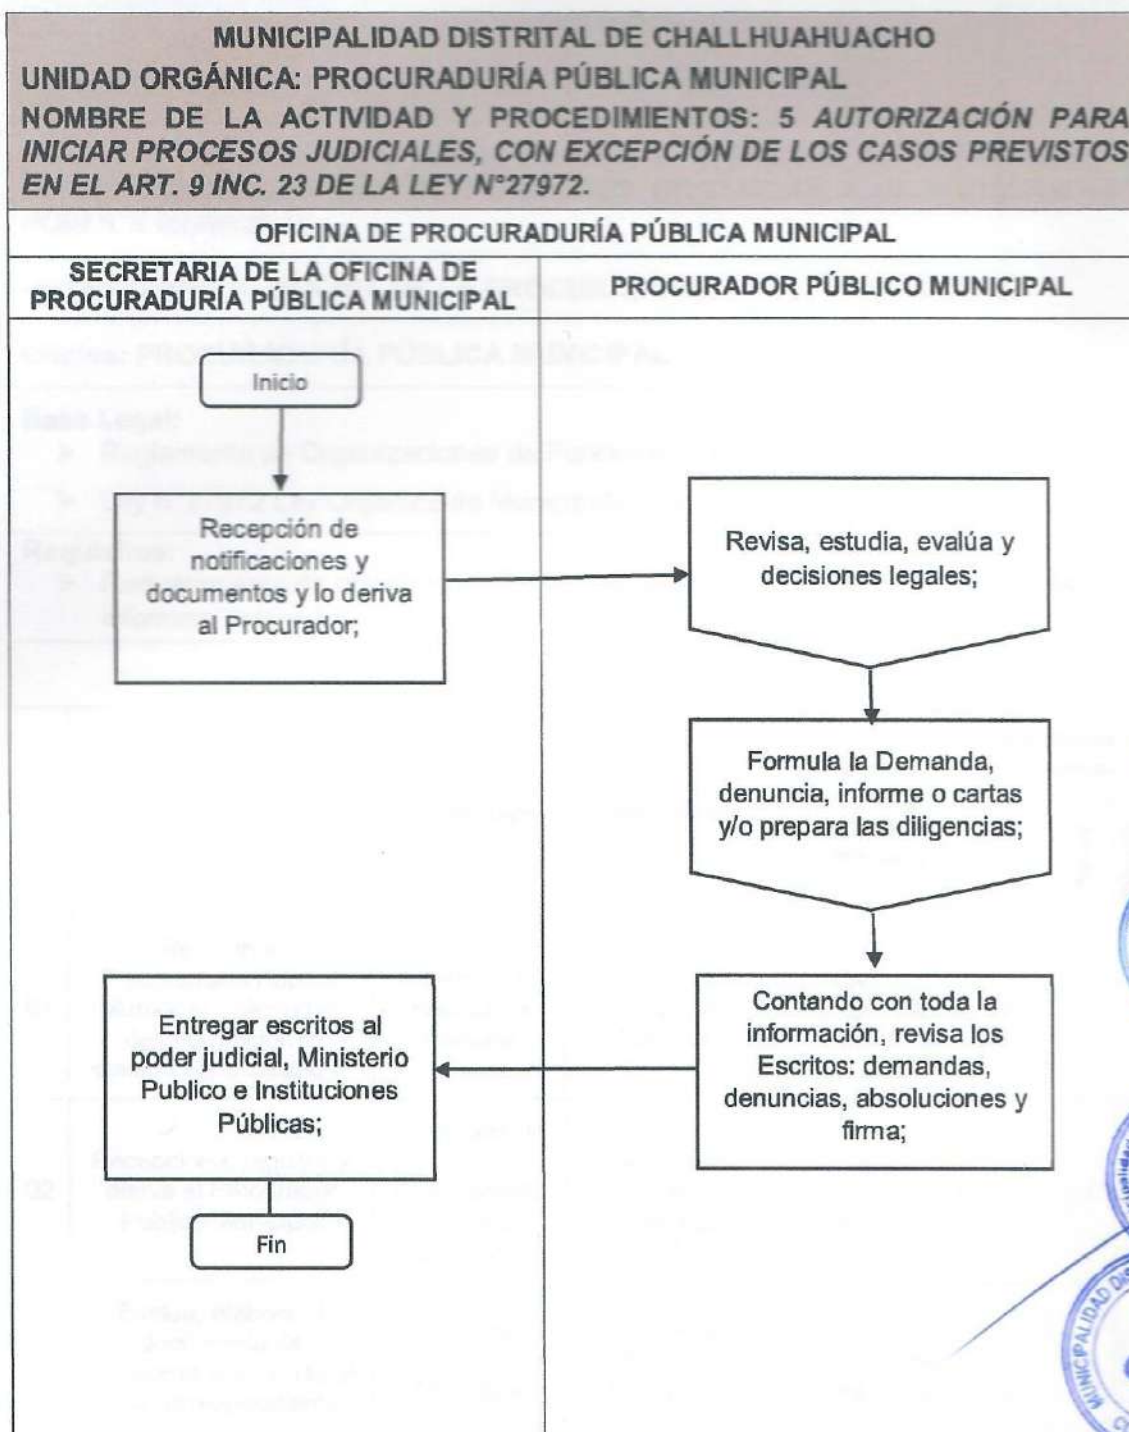 MUNICIPALIDAD DISTRITAL DE CHALLHUAHUACHO
UNIDAD ORGÁNICA: PROCURADURÍA PÚBLICA MUNICIPAL
NOMBRE DE LA ACTIVIDAD Y PROCEDIMIENTOS: 5 AUTORIZACIÓN PARA
INICIAR PROCESOS JUDICIALES, CON EXCEPCIÓN DE LOS CASOS PREVISTOS
EN EL ART. 9 INC. 23 DE LA LEY N°27972.
OFICINA DE PROCURADURÍA PÚBLICA MUNICIPAL
SECRETARIA DE LA OFICINA DE
PROCURADURÍA PÚBLICA MUNICIPAL
PROCURADOR PÚBLICO MUNICIPAL
Inicio
Recepción de
notificaciones y
documentos y lo deriva
al Procurador;
Revisa, estudia, evalúa y
decisiones legales;
Formula la Demanda,
denuncia, informe o cartas
y/o prepara las diligencias;
Contando con toda la
información, revisa los
Escritos: demandas,
denuncias, absoluciones y
firma;
Entregar escritos al
poder judicial, Ministerio
Publico e Instituciones
Públicas;
Fin
MUNICIPALIDAD